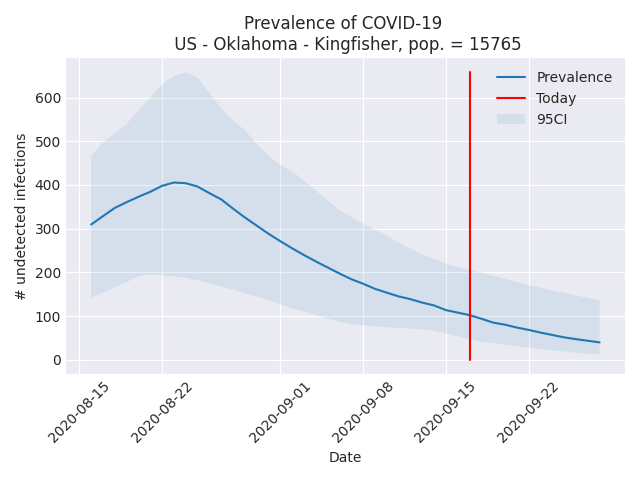 Prevalence of COVID-19
US - Oklahoma - Kingfisher, pop. = 15765
Prevalence
Today
95CI
# undetected infections
600
500
400
300
200
100
0
2020-08-15
2020-08-22
2020-09-01
2020-09-08
2020-09-15
2020-09-22
Date